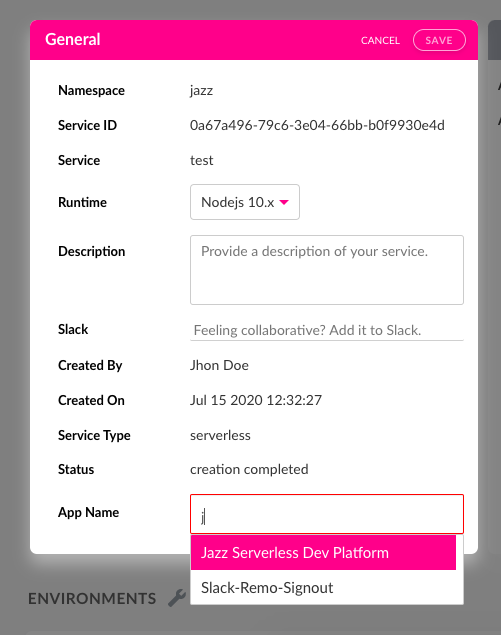 General CANCEL SAVE
Namespace jazz
Service ID 0a67a496-79c6-3e04-66bb-b0f9930e4d
Service test
Runtime Nodejs 10.x
Description Provide a description of your service.
Slack Feeling collaborative? Add it to Slack.
Created By Jhon Doe
Created On Jul 15 2020 12:32:27
Service Type serverless
Status creation completed
App Name j
Jazz Serverless Dev Platform
Slack-Remo-Signout
ENVIRONMENTS